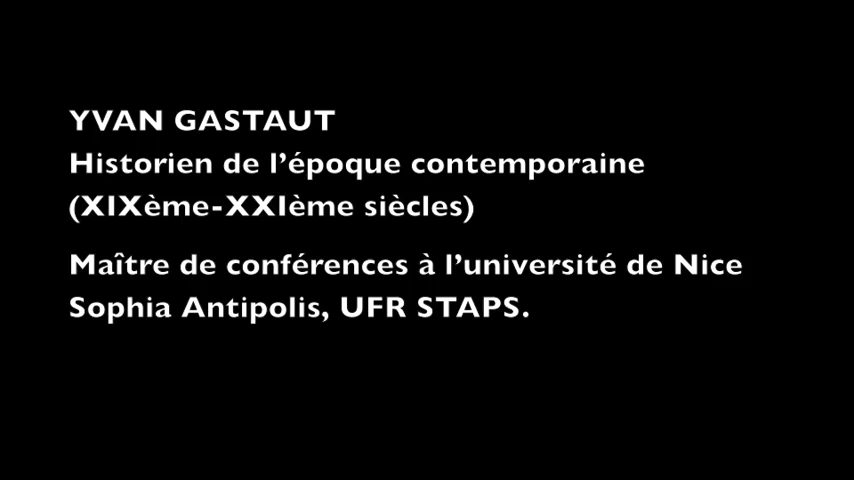 YVAN GASTAUT
Historien de l’époque contemporaine
(XIXème-XXIème siècles)
Maître de conférences à l’université de Nice
Sophia Antipolis, UFR STAPS.